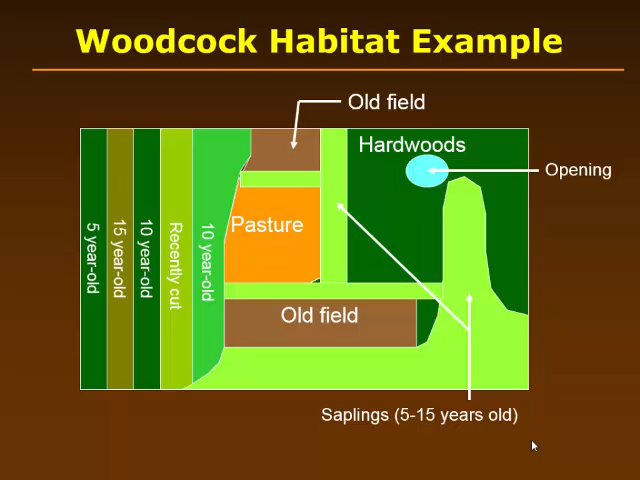 Woodcock Habitat Example
Old field
Hardwoods
Opening
5 year-old
15 year-old
10 year-old
Recently cut
10 year-old
Pasture
Old field
Saplings (5-15 years old)